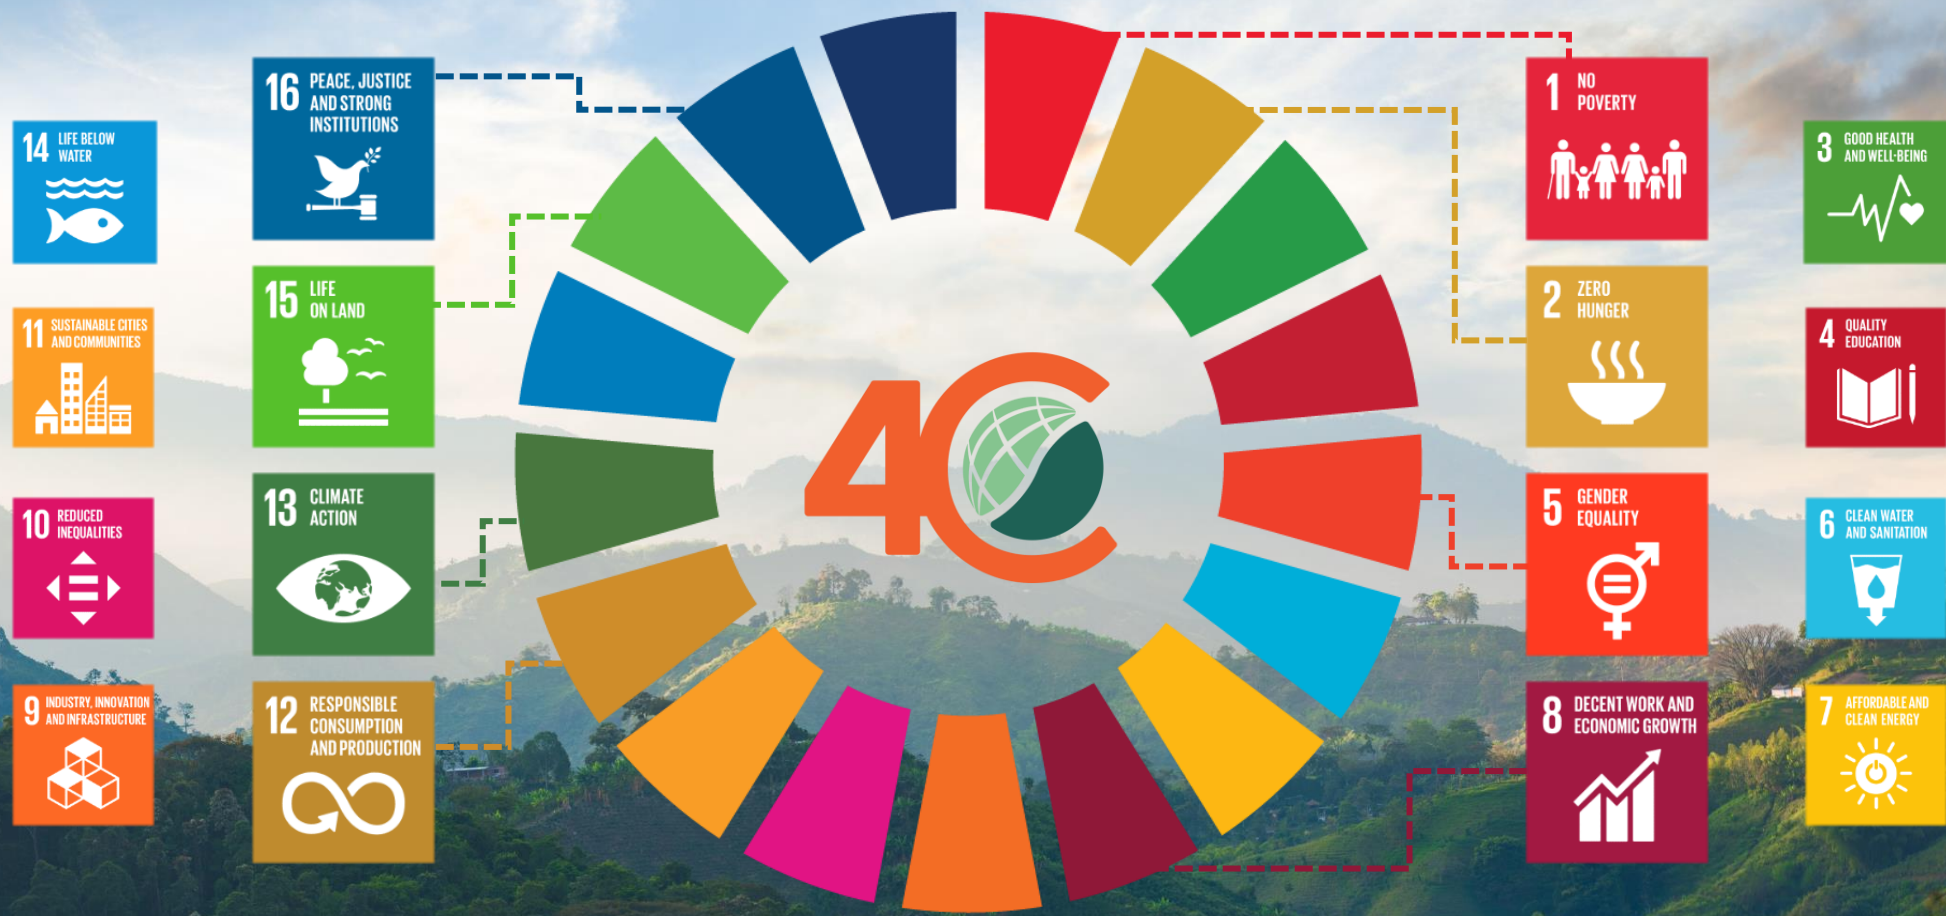 14 LIFE BELOW
WATER
11 SUSTAINABLE CITIES
AND COMMUNITIES
10 REDUCED
INEQUALITIES
9 INDUSTRY, INNOVATION
AND INFRASTRUCTURE
16 PEACE, JUSTICE
AND STRONG
INSTITUTIONS
15 LIFE
ON LAND
13 CLIMATE
ACTION
12 RESPONSIBLE
CONSUMPTION
AND PRODUCTION
4C
1 NO
POVERTY
2 ZERO
HUNGER
5 GENDER
EQUALITY
8 DECENT WORK AND
ECONOMIC GROWTH
3 GOOD HEALTH
AND WELL-BEING
4 QUALITY
EDUCATION
6 CLEAN WATER
AND SANITATION
7 AFFORDABLE AND
CLEAN ENERGY